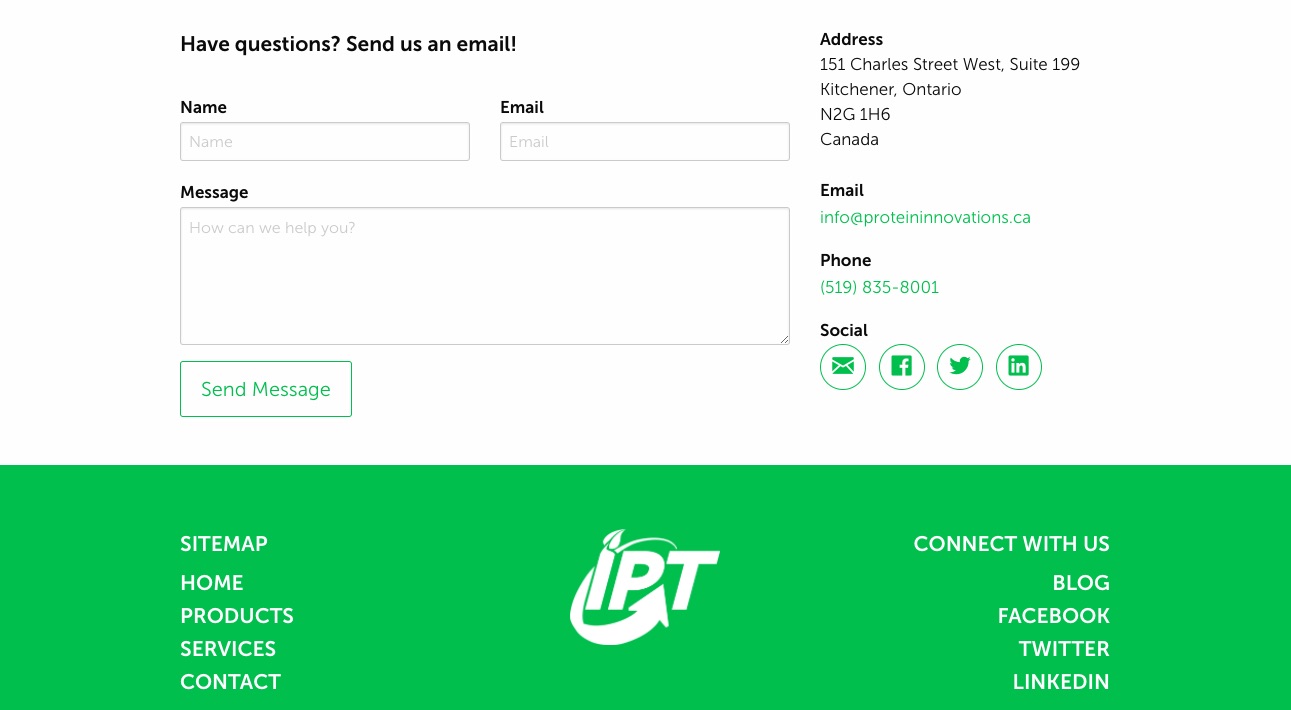 Have questions? Send us an email!
Name
Email
Name
Email
Message
How can we help you?
Send Message
Address
151 Charles Street West, Suite 199
Kitchener, Ontario
N2G 1H6
Canada
Email
info@proteininnovations.ca
Phone
(519) 835-8001
Social
in
SITEMAP
HOME
PRODUCTS
SERVICES
CONTACT
IPT
CONNECT WITH US
BLOG
FACEBOOK
TWITTER
LINKEDIN